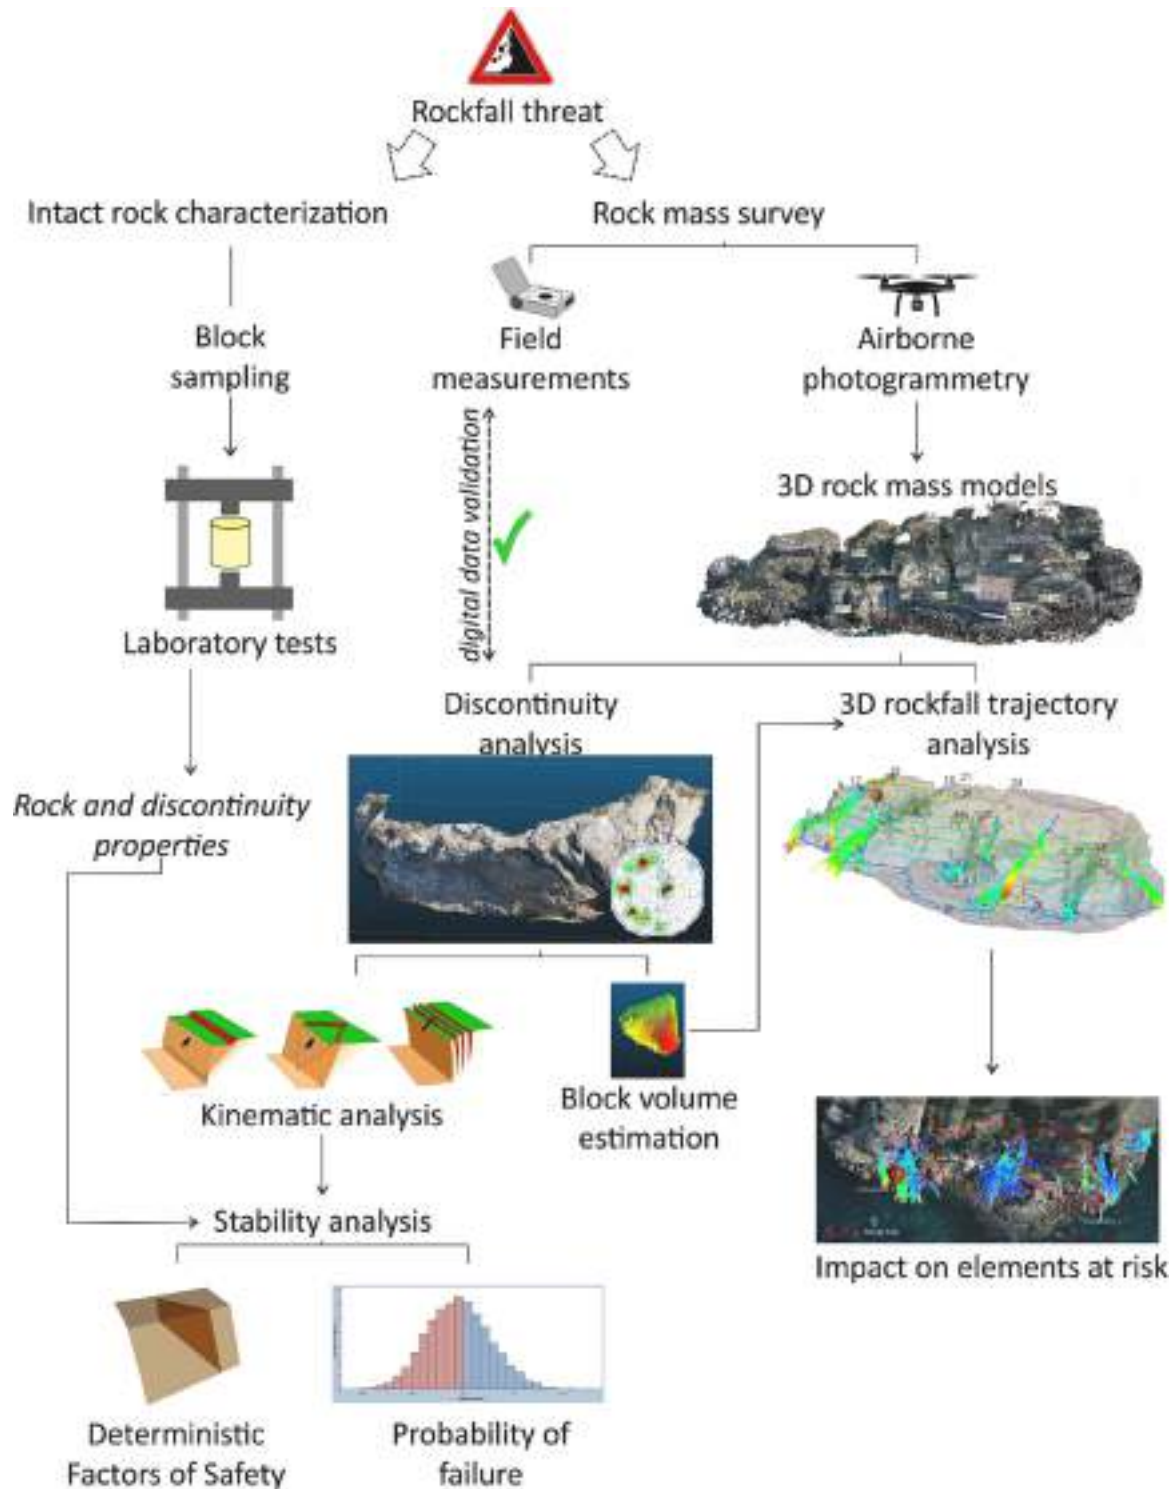 Rockfall threat
Intact rock characterization
Rock mass survey
Block
sampling
Field
measurements
Airborne
photogrammetry
digital data validation
3D rock mass models
Laboratory tests
Discontinuity
analysis
3D rockfall trajectory
analysis
Rock and discontinuity
properties
Kinematic analysis
Block volume
estimation
Stability analysis
Impact on elements at risk
Deterministic
Factors of Safety
Probability of
failure